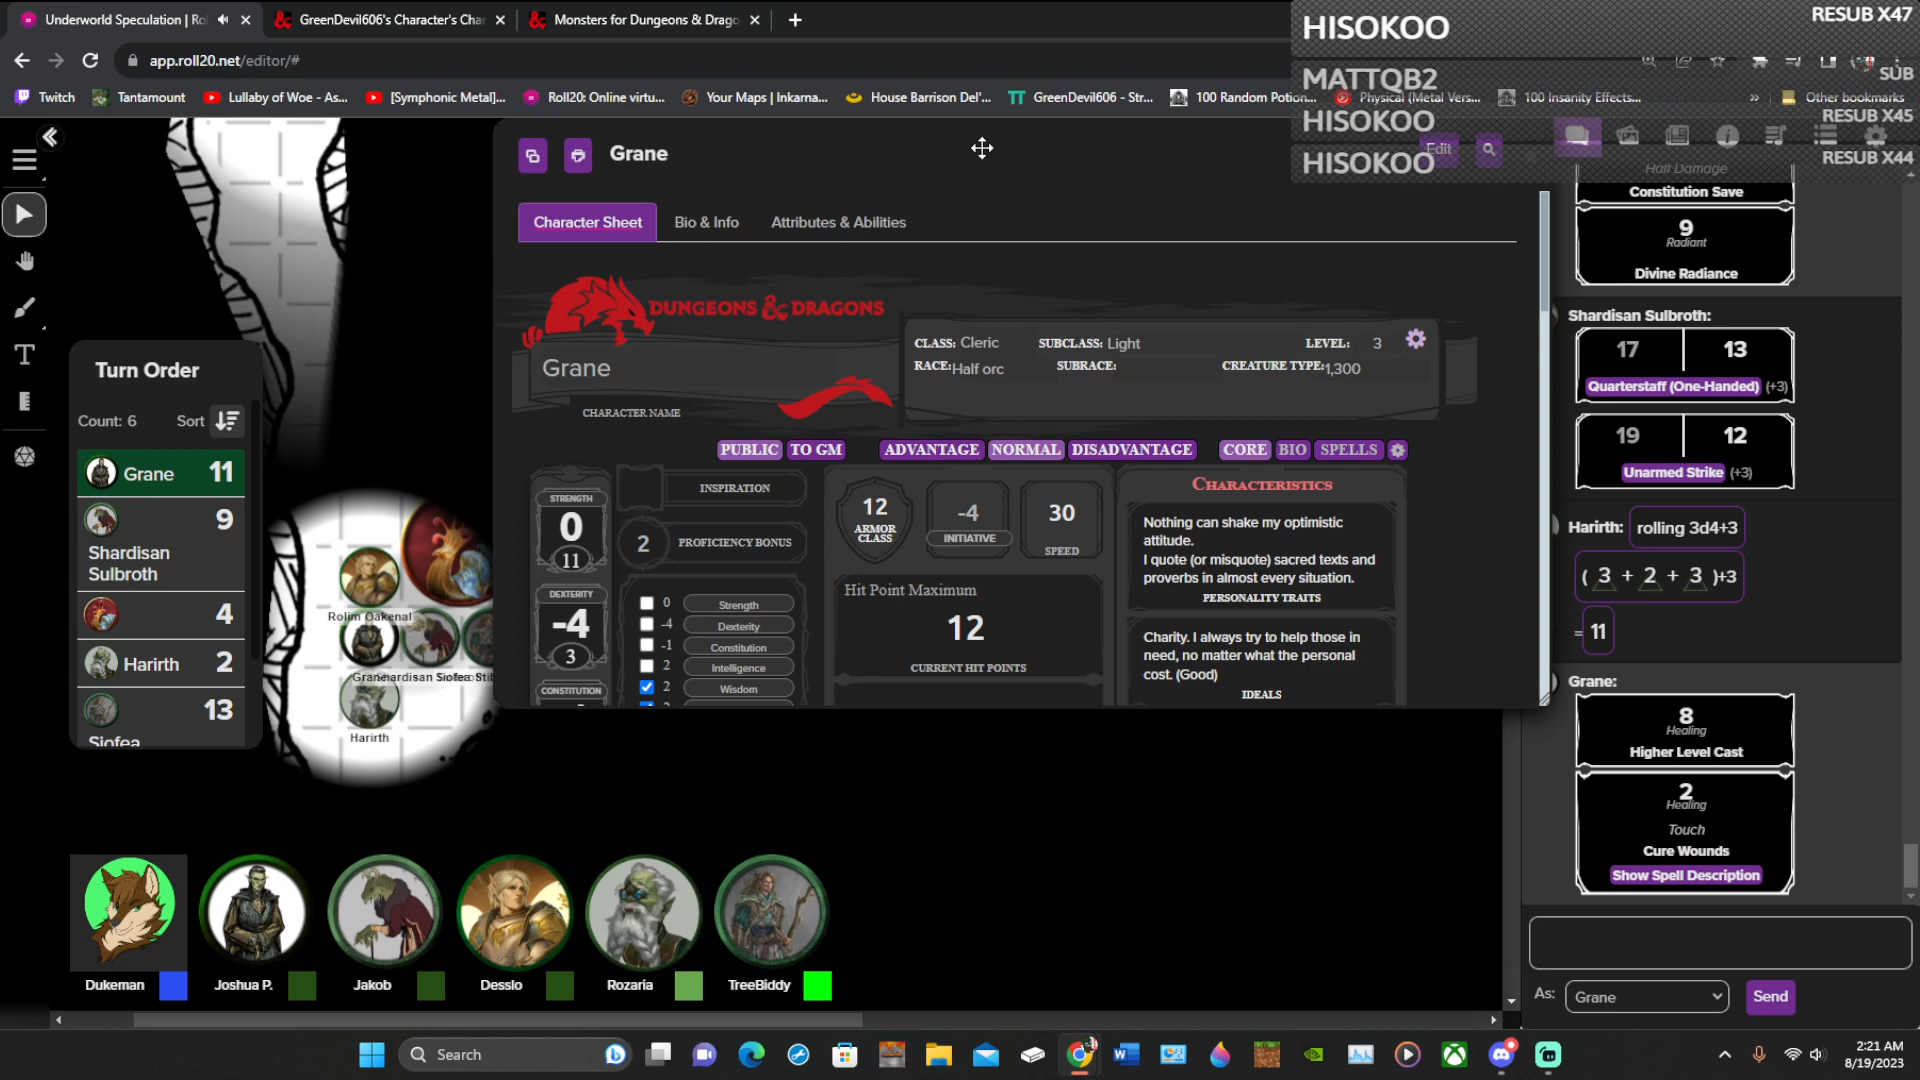 Underworld Speculation | Ro
GreenDevil606's Character's Char
Monsters for Dungeons & Drago
app.roll20.net/editor/#
HISOKOO
RESUB X47
MATTQB2
SUB
HISOKOO
RESUB X45
HISOKOO
RESUB X44
Twitch
Tantamount
Lullaby of Woe - As...
[Symphonic Metal]...
Roll20: Online virtu...
Your Maps | Inkarna...
House Barrison Del'...
TT
GreenDevil606 - Str...
100 Random Potion...
Physical (Metal Vers...
100 Insanity Effects...
Other bookmarks
Grane
Edit
Character Sheet
Bio & Info
Attributes & Abilities
DUNGEONS & DRAGONS
Grane
CHARACTER NAME
CLASS: Cleric
SUBCLASS: Light
LEVEL: 3
RACE: Half orc
SUBRACE:
CREATURE TYPE: 1,300
PUBLIC
TO GM
ADVANTAGE
NORMAL
DISADVANTAGE
CORE
BIO
SPELLS
STRENGTH
0
11
DEXTERITY
-4
3
CONSTITUTION
INSPIRATION
2
PROFICIENCY BONUS
0 Strength
-4 Dexterity
-1 Constitution
2 Intelligence
2 Wisdom
12
ARMOR
CLASS
-4
INITIATIVE
30
SPEED
Hit Point Maximum
12
CURRENT HIT POINTS
CHARACTERISTICS
Nothing can shake my optimistic
attitude.
I quote (or misquote) sacred texts and
proverbs in almost every situation.
PERSONALITY TRAITS
Charity. I always try to help those in
need, no matter what the personal
cost. (Good)
IDEALS
Turn Order
Count: 6
Sort
Grane 11
Shardisan
Sulbroth
9
4
Harirth 2
13
Siofea
Rolim Oakenal
Harirth
Half Damage
Constitution Save
9
Radiant
Divine Radiance
Shardisan Sulbroth:
17 13
Quarterstaff (One-Handed) (+3)
19 12
Unarmed Strike (+3)
Harirth: rolling 3d4+3
( 3 + 2 + 3 )+3
= 11
Grane:
8
Healing
Higher Level Cast
2
Healing
Touch
Cure Wounds
Show Spell Description
As: Grane
Send
Dukeman
Joshua P.
Jakob
Desslo
Rozaria
TreeBiddy
Search
2:21 AM
8/19/2023